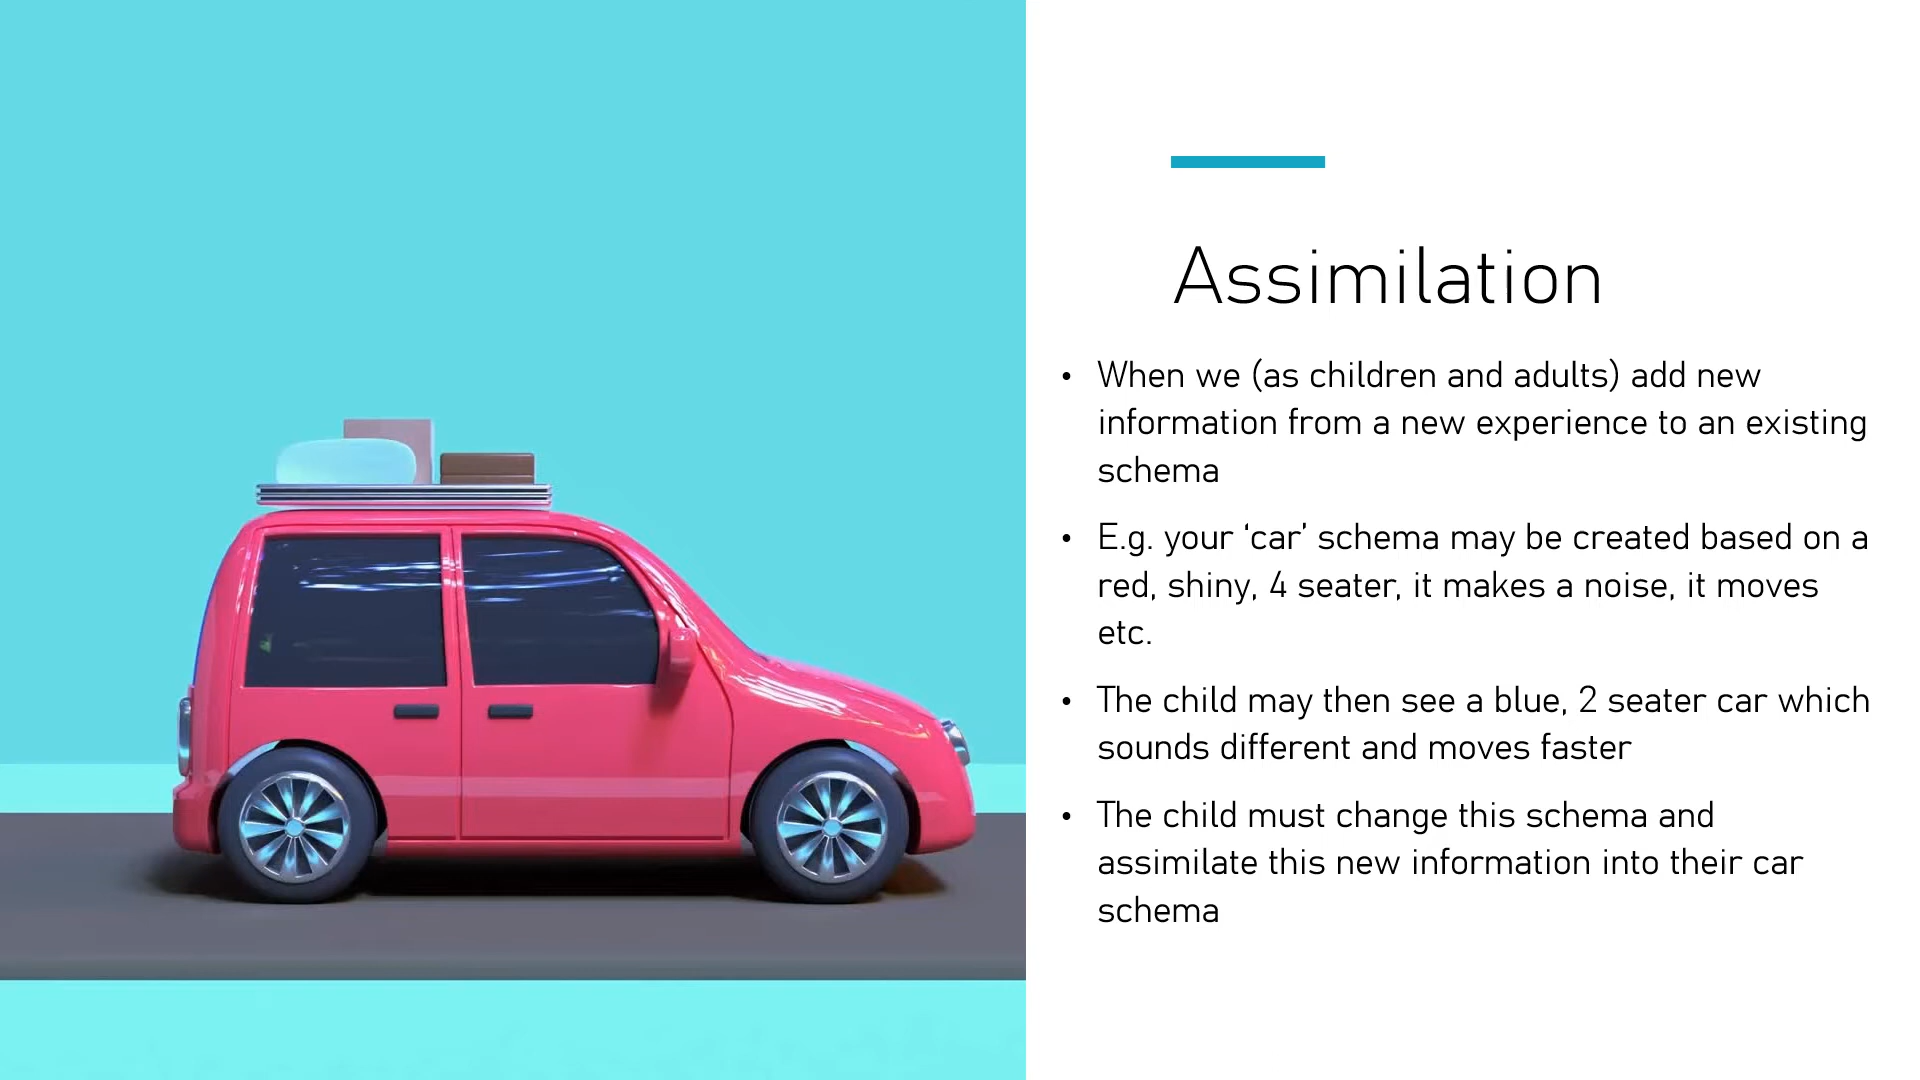 Assimilation
• When we (as children and adults) add new
information from a new experience to an existing
schema
• E.g. your ‘car’ schema may be created based on a
red, shiny, 4 seater, it makes a noise, it moves
etc.
• The child may then see a blue, 2 seater car which
sounds different and moves faster
• The child must change this schema and
assimilate this new information into their car
schema